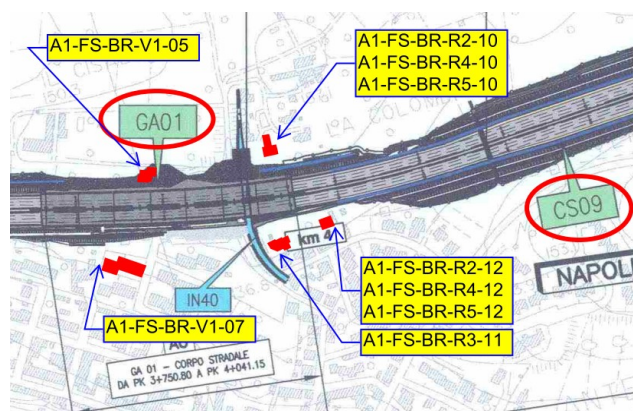 A1-FS-BR-V1-05
A1-FS-BR-R2-10
A1-FS-BR-R4-10
A1-FS-BR-R5-10
GA01
LA COLOMBA
CS09
km 4
NAPOLI
IN40
A1-FS-BR-R2-12
A1-FS-BR-R4-12
A1-FS-BR-R5-12
A1-FS-BR-V1-07
A1-FS-BR-R3-11
GA 01 – CORPO STRADALE
DA PK 3+750.80 A PK 4+041.15